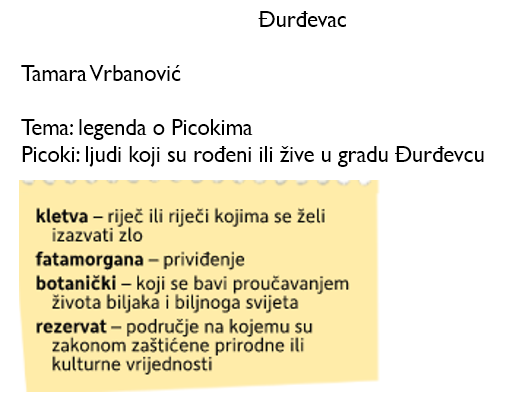 Đurđevac
Tamara Vrbanović
Tema: legenda o Picokima
Picoki: ljudi koji su rođeni ili žive u gradu Đurđevcu
kletva – riječ ili riječi kojima se želi
izazvati zlo
fatamorgana – priviđenje
botanički – koji se bavi proučavanjem
života biljaka i biljnoga svijeta
rezervat – područje na kojemu su
zakonom zaštićene prirodne ili
kulturne vrijednosti